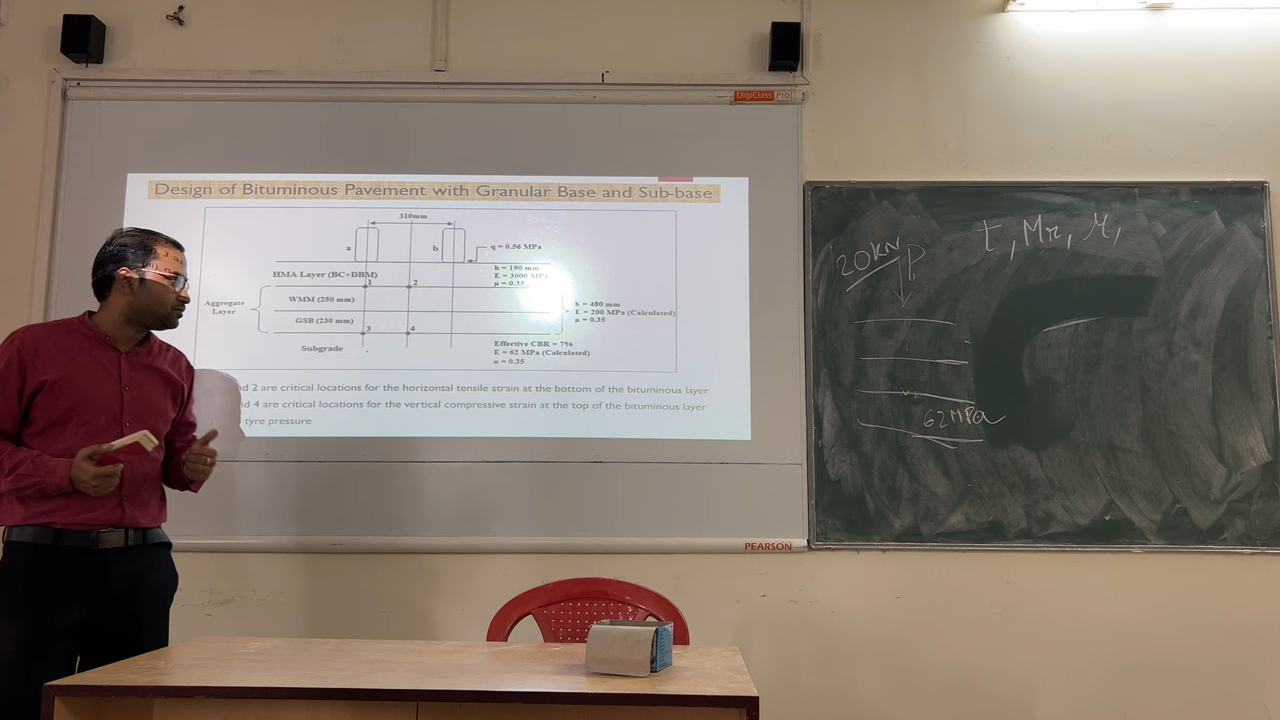 DigiClass Pro
Design of Bituminous Pavement with Granular Base and Sub-base
310mm
a
b
q = 0.56 MPa
HMA Layer (BC+DBM)
h = 190 mm
E = 3000 MPa
μ = 0.35
1
2
Aggregate
Layer
WMM (250 mm)
GSB (230 mm)
h = 480 mm
E = 200 MPa (Calculated)
μ = 0.35
3
4
Subgrade
Effective CBR = 7%
E = 62 MPa (Calculated)
μ = 0.35
2 are critical locations for the horizontal tensile strain at the bottom of the bituminous layer
4 are critical locations for the vertical compressive strain at the top of the bituminous layer
tyre pressure
PEARSON
t, Mr, μ,
20kN
P
62MPa